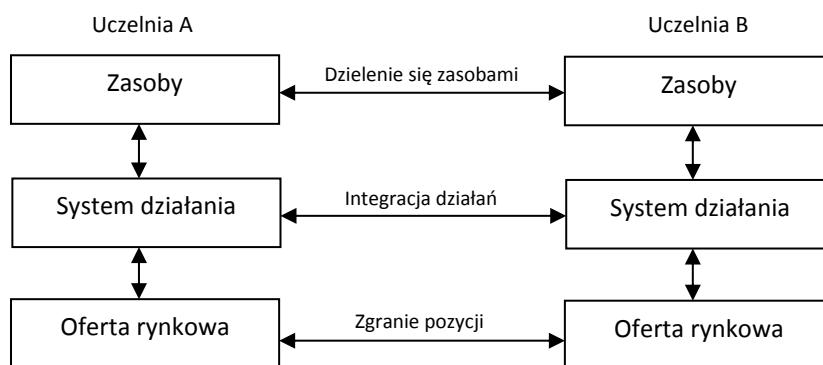 Uczelnia A
Uczelnia B
Zasoby
Dzielenie się zasobami
Zasoby
System działania
Integracja działań
System działania
Oferta rynkowa
Zgranie pozycji
Oferta rynkowa